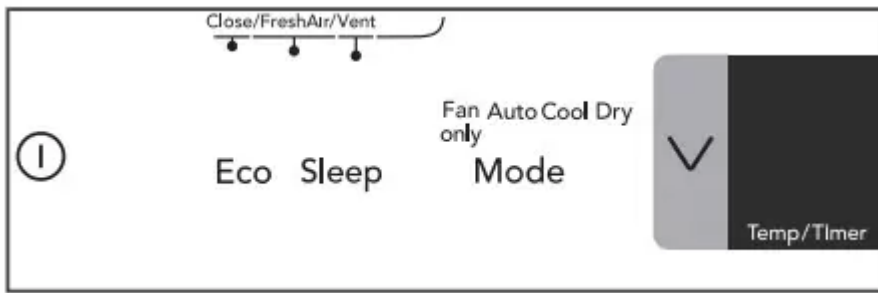 Close/FreshAir/Vent
Fan Auto Cool Dry
only
Eco Sleep Mode
Temp/TImer